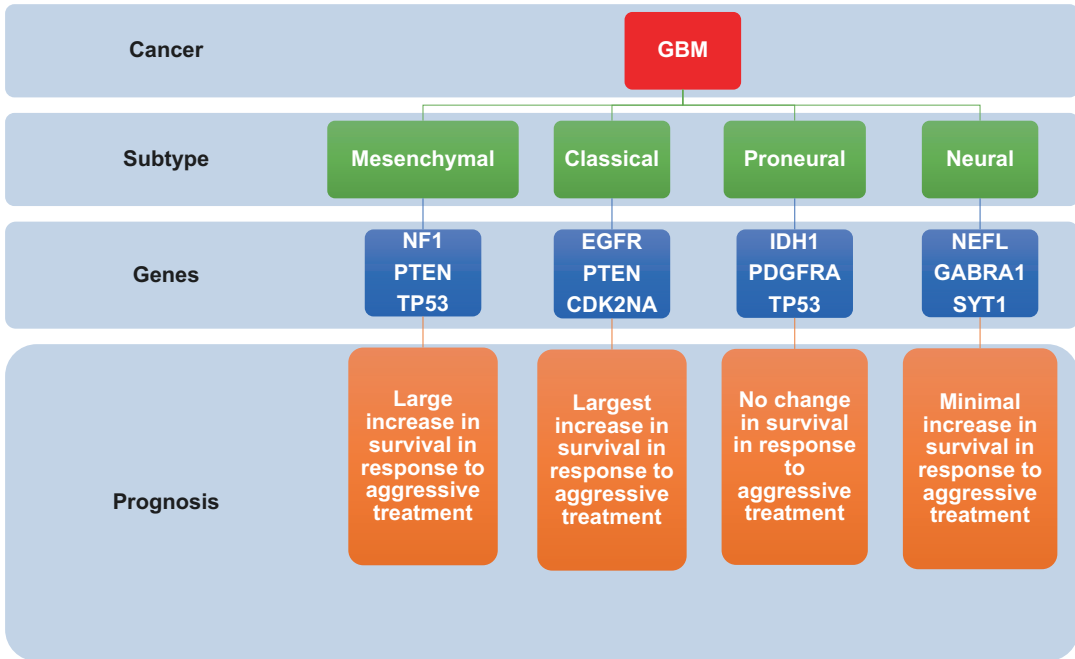 Cancer
GBM
Subtype
Mesenchymal
Classical
Proneural
Neural
Genes
NF1
PTEN
TP53
EGFR
PTEN
CDK2NA
IDH1
PDGFRA
TP53
NEFL
GABRA1
SYT1
Prognosis
Large
increase in
survival in
response to
aggressive
treatment
Largest
increase in
survival in
response to
aggressive
treatment
No change
in survival
in response
to
aggressive
treatment
Minimal
increase in
survival in
response to
aggressive
treatment